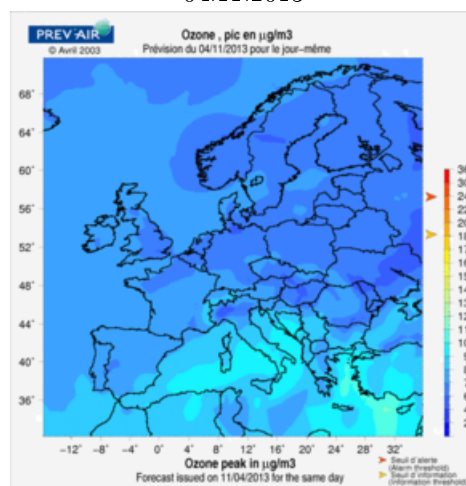 04.11.2013
PREV'AIR
© Avril 2003
Ozone , pic en µg/m3
Prévision du 04/11/2013 pour le jour−même
68˚
64˚
60˚
56˚
52˚
48˚
44˚
40˚
36˚
−12˚ −8˚ −4˚ 0˚ 4˚ 8˚ 12˚ 16˚ 20˚ 24˚ 28˚ 32˚
Ozone peak in µg/m3
Forecast issued on 11/04/2013 for the same day
Seuil d'alerte
(Alarm threshold)
Seuil d'information
(Information threshold)